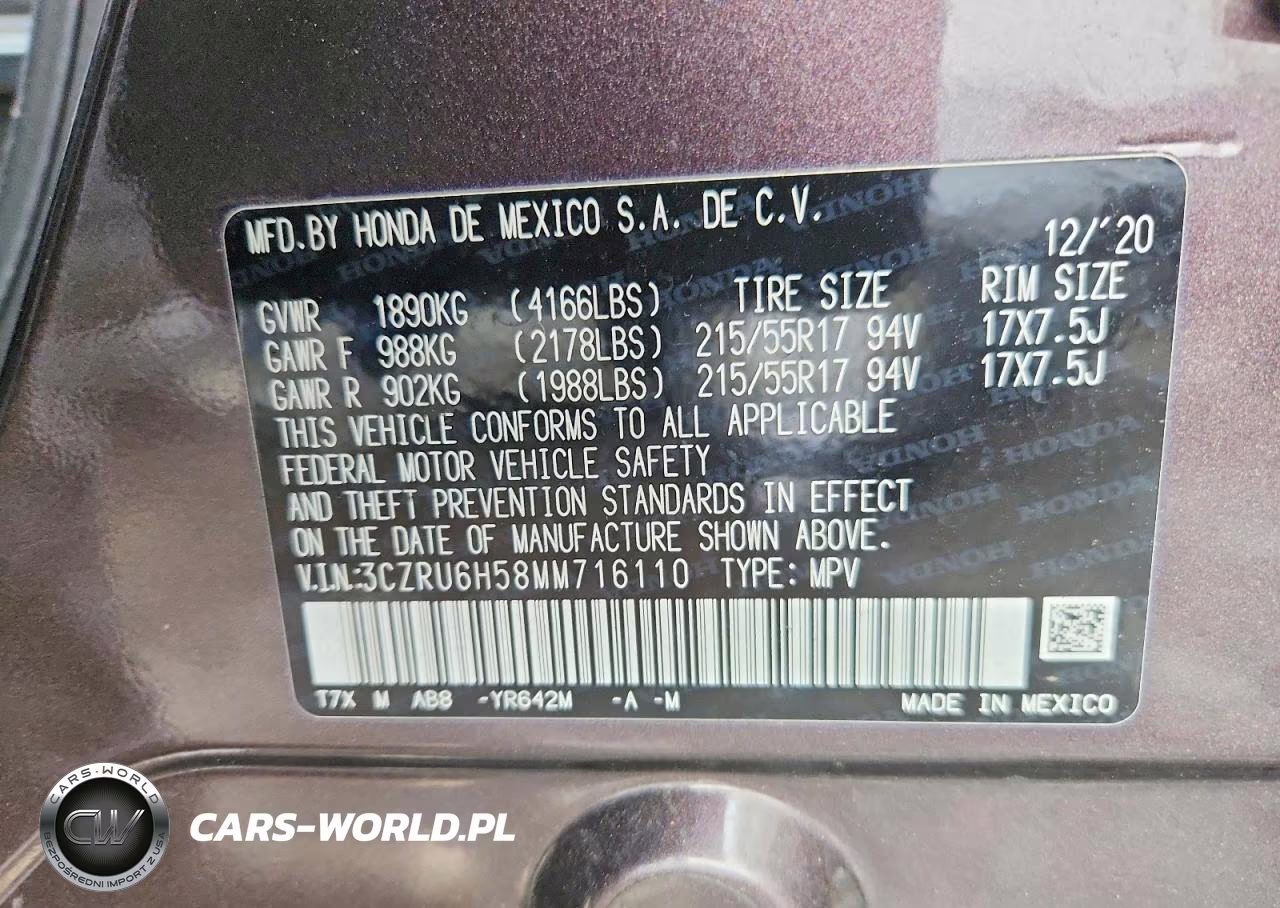 MFD.BY HONDA DE MEXICO S.A. DE C.V.
12/'20
GVWR 1890KG (4166LBS) TIRE SIZE RIM SIZE
GAWR F 988KG (2178LBS) 215/55R17 94V 17X7.5J
GAWR R 902KG (1988LBS) 215/55R17 94V 17X7.5J
THIS VEHICLE CONFORMS TO ALL APPLICABLE
FEDERAL MOTOR VEHICLE SAFETY
AND THEFT PREVENTION STANDARDS IN EFFECT
ON THE DATE OF MANUFACTURE SHOWN ABOVE.
V.I.N.:3CZRU6H58MM716110 TYPE: MPV
T7X M AB8 -YR642M -A -M MADE IN MEXICO
CARS-WORLD
CW
BEZPOŚREDNI IMPORT Z USA
CARS-WORLD.PL